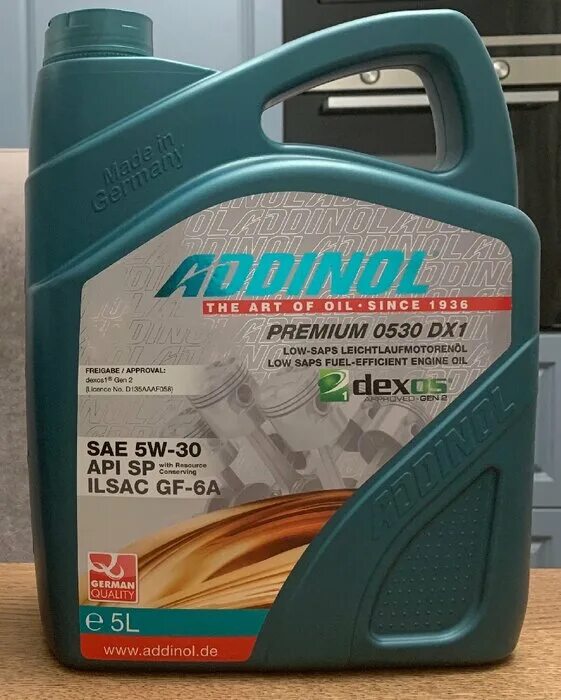 Made in
Germany
ADDINOL
THE ART OF OIL · SINCE 1936
PREMIUM 0530 DX1
LOW-SAPS LEICHTLAUFMOTORENÖL
LOW SAPS FUEL-EFFICIENT ENGINE OIL
FREIGABE / APPROVAL:
dexos1® Gen 2
(Licence No. D135AAAF058)
1 dexos
APPROVED - GEN 2
SAE 5W-30
API SP with Resource Conserving
ILSAC GF-6A
ADDINOL
GERMAN
QUALITY
e 5L
www.addinol.de